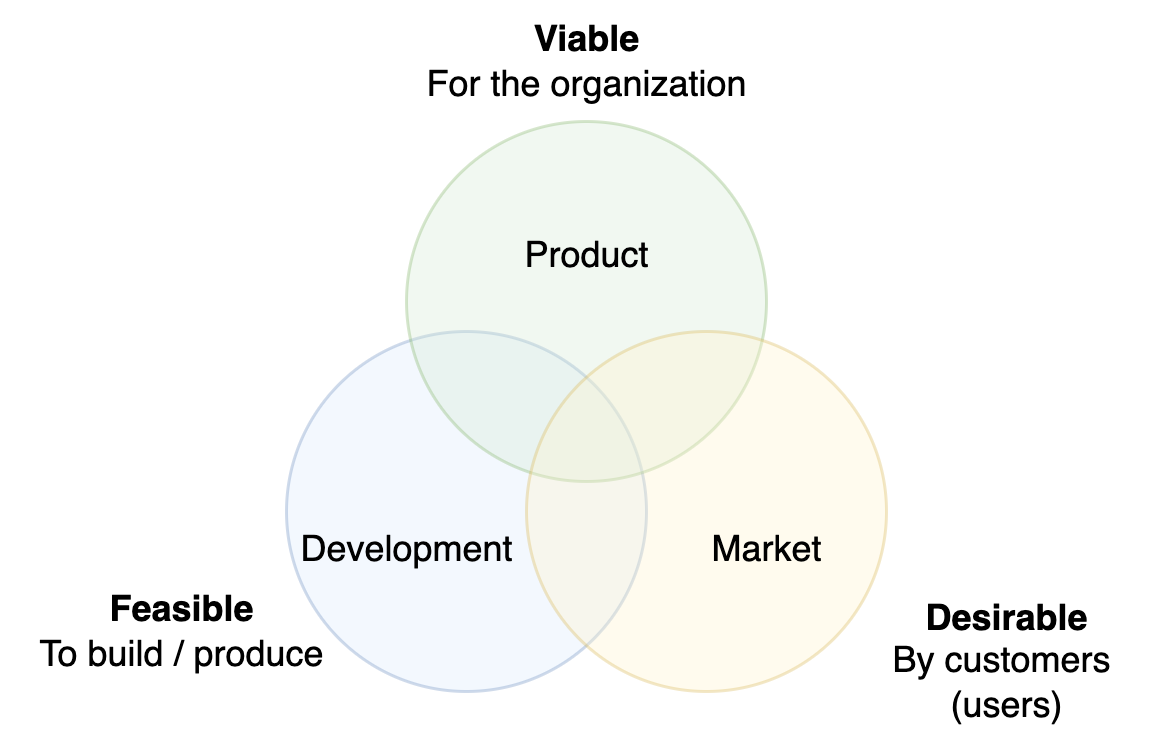 Viable
For the organization
Product
Development
Market
Feasible
To build / produce
Desirable
By customers
(users)